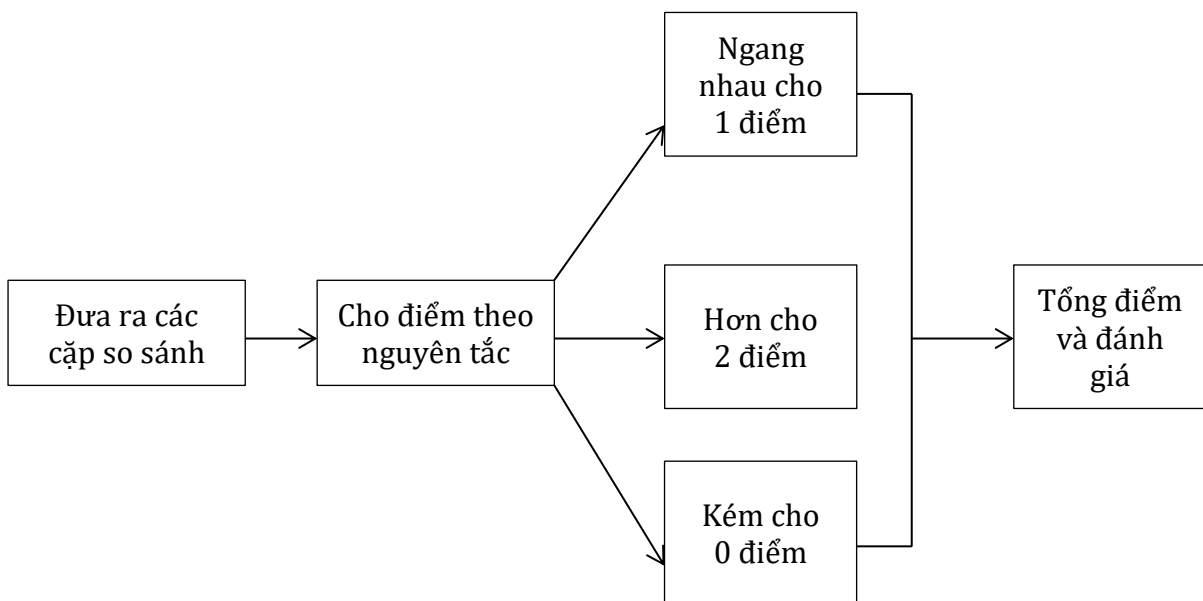 Đưa ra các
cặp so sánh
Cho điểm theo
nguyên tắc
Ngang
nhau cho
1 điểm
Hơn cho
2 điểm
Kém cho
0 điểm
Tổng điểm
và đánh
giá